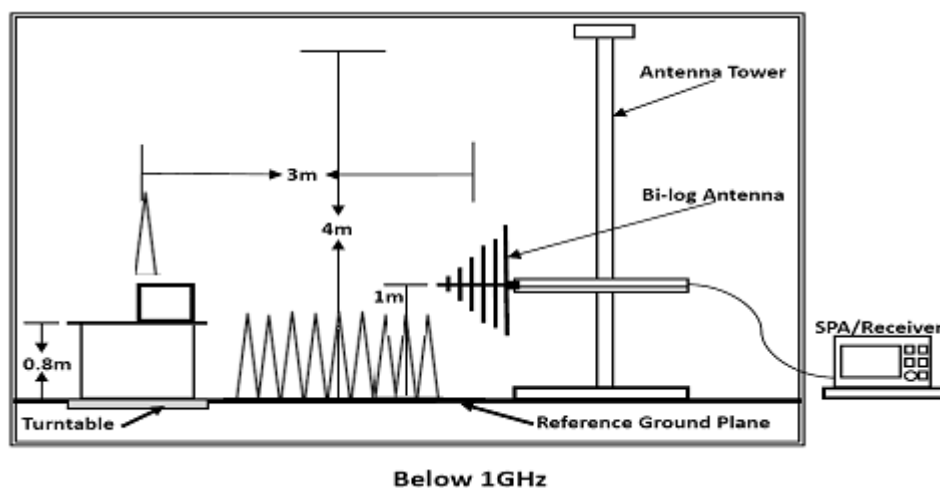 Antenna Tower
3m
Bi-log Antenna
4m
1m
SPA/Receiver
0.8m
Turntable
Reference Ground Plane
Below 1GHz